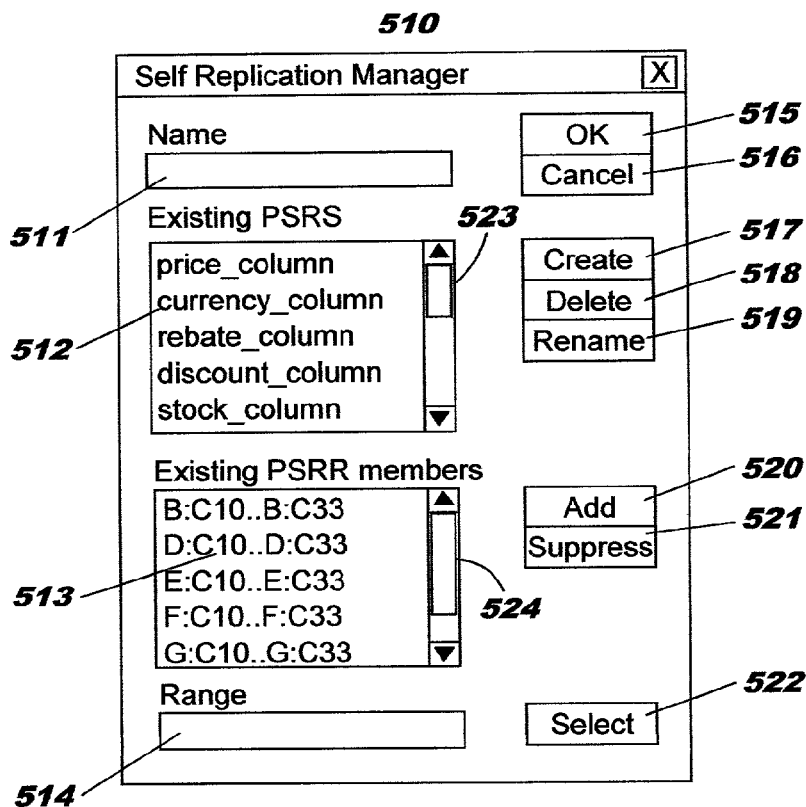 510
Self Replication Manager X
Name
OK 515
Cancel 516
511
Existing PSRS 523
price_column
currency_column
rebate_column
discount_column
stock_column
512
Create 517
Delete 518
Rename 519
Existing PSRR members
B:C10..B:C33
D:C10..D:C33
E:C10..E:C33
F:C10..F:C33
G:C10..G:C33
513
524
Add 520
Suppress 521
Range
514
Select 522